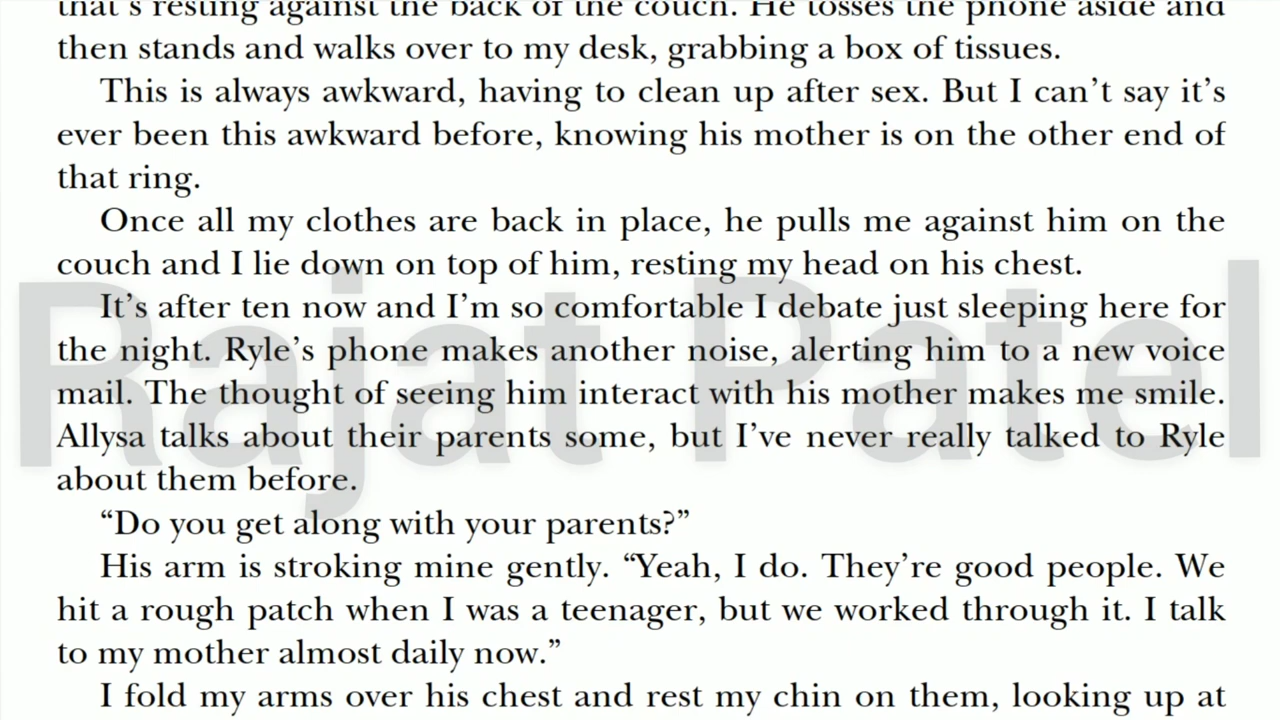 that's resting against the back of the couch. He tosses the phone aside and
then stands and walks over to my desk, grabbing a box of tissues.
This is always awkward, having to clean up after sex. But I can't say it's
ever been this awkward before, knowing his mother is on the other end of
that ring.
Once all my clothes are back in place, he pulls me against him on the
couch and I lie down on top of him, resting my head on his chest.
It's after ten now and I'm so comfortable I debate just sleeping here for
the night. Ryle's phone makes another noise, alerting him to a new voice
mail. The thought of seeing him interact with his mother makes me smile.
Allysa talks about their parents some, but I've never really talked to Ryle
about them before.
Rajat Patel
“Do you get along with your parents?”
His arm is stroking mine gently. “Yeah, I do. They're good people. We
hit a rough patch when I was a teenager, but we worked through it. I talk
to my mother almost daily now.”
I fold my arms over his chest and rest my chin on them, looking up at